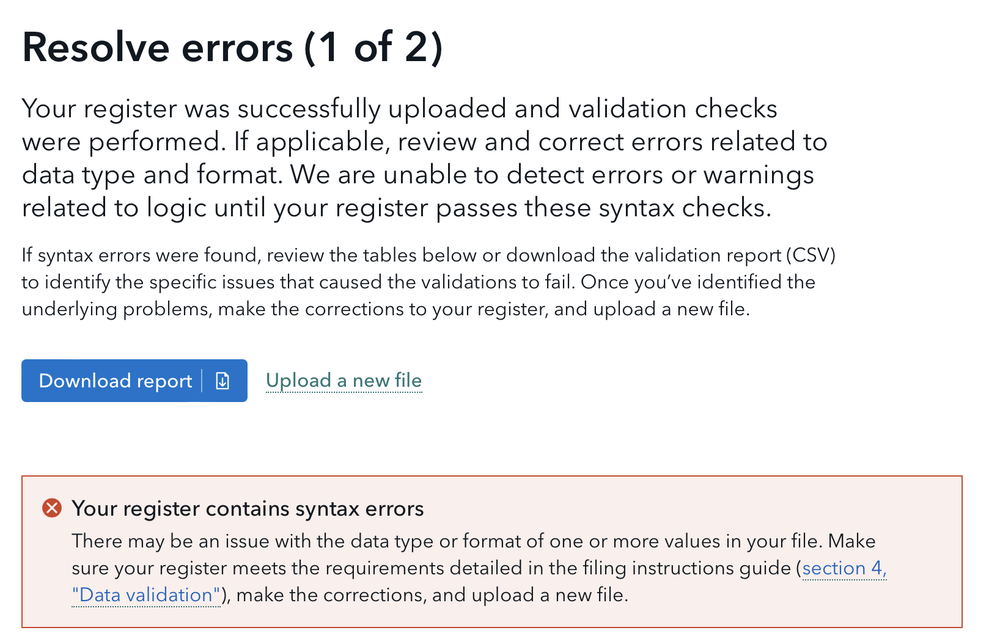 Resolve errors (1 of 2)
Your register was successfully uploaded and validation checks
were performed. If applicable, review and correct errors related to
data type and format. We are unable to detect errors or warnings
related to logic until your register passes these syntax checks.
If syntax errors were found, review the tables below or download the validation report (CSV)
to identify the specific issues that caused the validations to fail. Once you’ve identified the
underlying problems, make the corrections to your register, and upload a new file.
Download report Upload a new file
Your register contains syntax errors
There may be an issue with the data type or format of one or more values in your file. Make
sure your register meets the requirements detailed in the filing instructions guide (section 4,
"Data validation"), make the corrections, and upload a new file.